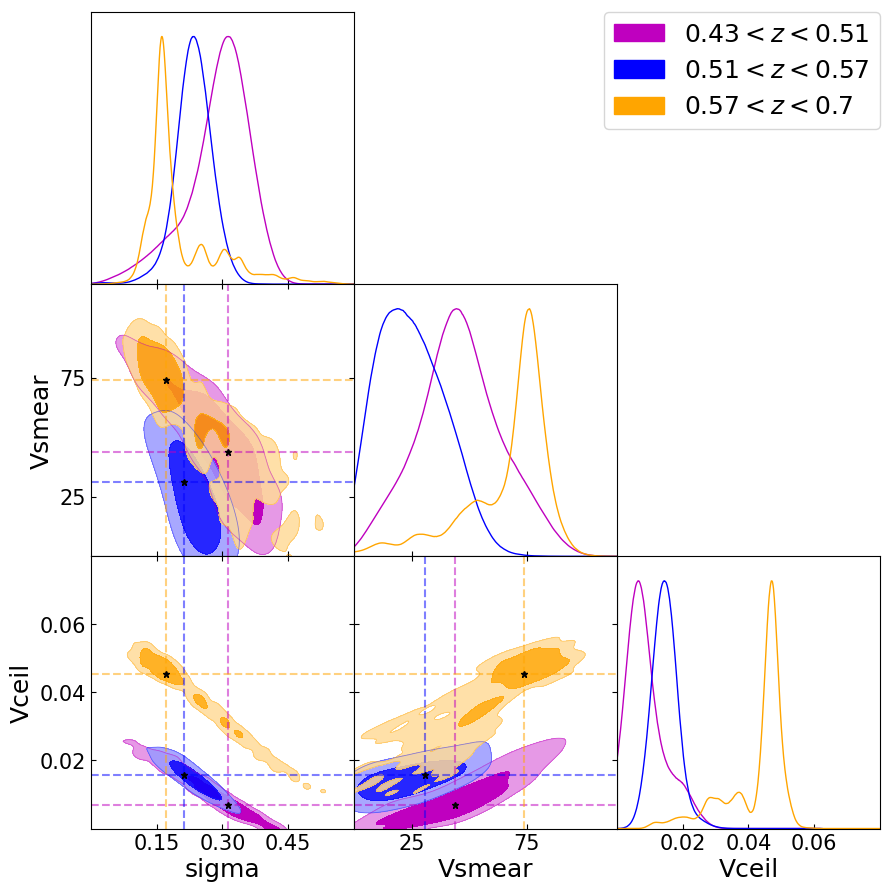 0.43 < z < 0.51
0.51 < z < 0.57
0.57 < z < 0.7
75
25
Vsmear
0.06
0.04
0.02
Vceil
0.15 0.30 0.45
25 75
0.02 0.04 0.06
sigma
Vsmear
Vceil